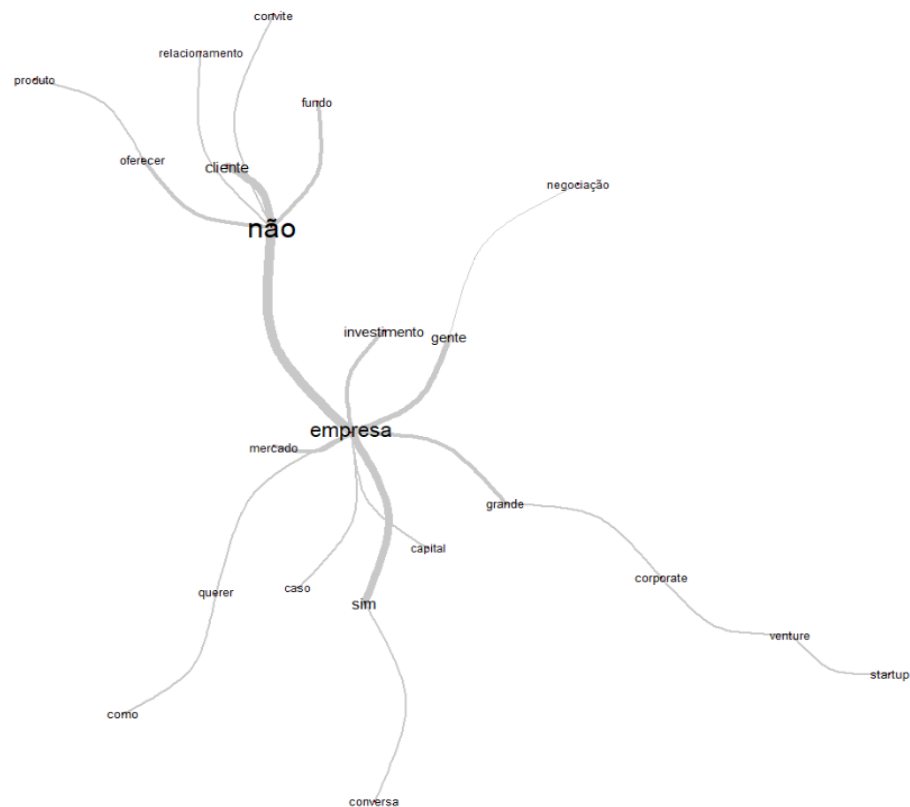 convite
relacionamento
produto
fundo
oferecer
cliente
negociação
não
investimento
gente
empresa
mercado
grande
capital
corporate
caso
querer
sim
venture
startup
como
conversa